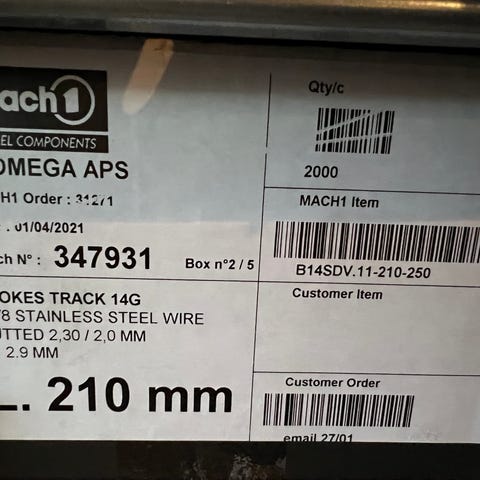 ach1
EL COMPONENTS
OMEGA APS
H1 Order : 31271
: . 01/04/2021
ch N° : 347931
Box n°2 / 5
OKES TRACK 14G
/8 STAINLESS STEEL WIRE
UTTED 2,30 / 2,0 MM
2.9 MM
L. 210 mm
Qty/c
2000
MACH1 Item
B14SDV.11-210-250
Customer Item
Customer Order
email 27/01